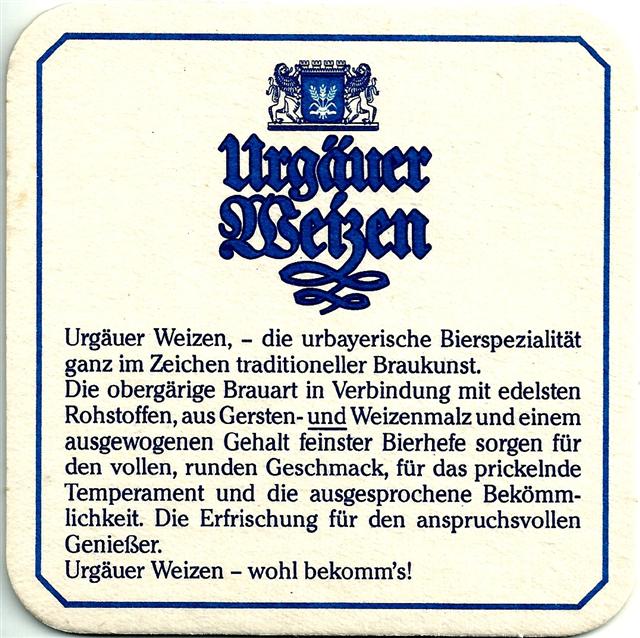 Urgäuer
Weizen
Urgäuer Weizen, – die urbayerische Bierspezialität
ganz im Zeichen traditioneller Braukunst.
Die obergärige Brauart in Verbindung mit edelsten
Rohstoffen, aus Gersten- und Weizenmalz und einem
ausgewogenen Gehalt feinster Bierhefe sorgen für
den vollen, runden Geschmack, für das prickelnde
Temperament und die ausgesprochene Bekömm-
lichkeit. Die Erfrischung für den anspruchsvollen
Genießer.
Urgäuer Weizen – wohl bekomm's!